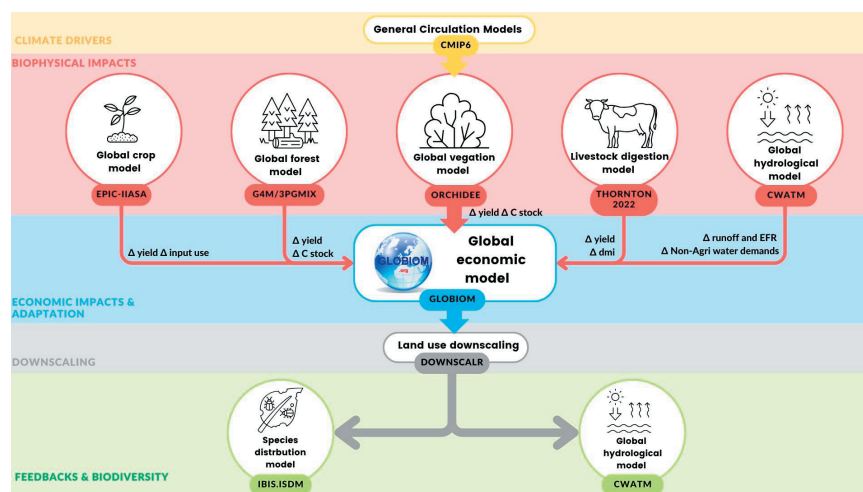 General Circulation Models
CMIP6
CLIMATE DRIVERS
BIOPHYSICAL IMPACTS
Global crop
model
EPIC-IIASA
Global forest
model
G4M/3PGMIX
Global vegation
model
ORCHIDEE
Livestock digestion
model
THORNTON
2022
Global
hydrological
model
CWATM
Δ yield Δ C stock
Δ yield Δ input use
Δ yield
Δ C stock
GLOBIOM
.org
Global
economic
model
GLOBIOM
Δ yield
Δ dmi
Δ runoff and EFR
Δ Non-Agri water demands
ECONOMIC IMPACTS &
ADAPTATION
Land use downscaling
DOWNSCALR
DOWNSCALING
Species
distrbution
model
IBIS.ISDM
Global
hydrological
model
CWATM
FEEDBACKS & BIODIVERSITY